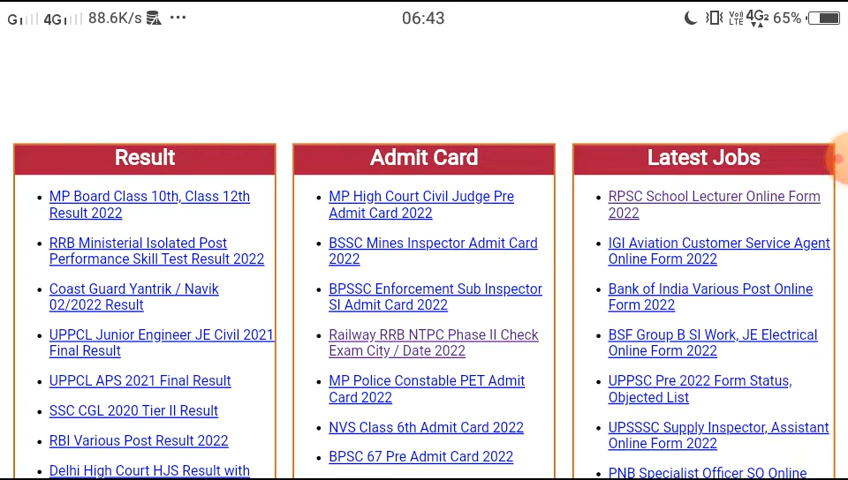 G 4G 88.6K/s 06:43 Voi) LTE 4G2 65%
Result
MP Board Class 10th, Class 12th
Result 2022
RRB Ministerial Isolated Post
Performance Skill Test Result 2022
Coast Guard Yantrik / Navik
02/2022 Result
UPPCL Junior Engineer JE Civil 2021
Final Result
UPPCL APS 2021 Final Result
SSC CGL 2020 Tier II Result
RBI Various Post Result 2022
Delhi High Court HJS Result with
Admit Card
MP High Court Civil Judge Pre
Admit Card 2022
BSSC Mines Inspector Admit Card
2022
BPSSC Enforcement Sub Inspector
SI Admit Card 2022
Railway RRB NTPC Phase II Check
Exam City / Date 2022
MP Police Constable PET Admit
Card 2022
NVS Class 6th Admit Card 2022
BPSC 67 Pre Admit Card 2022
Latest Jobs
RPSC School Lecturer Online Form
2022
IGI Aviation Customer Service Agent
Online Form 2022
Bank of India Various Post Online
Form 2022
BSF Group B SI Work, JE Electrical
Online Form 2022
UPPSC Pre 2022 Form Status,
Objected List
UPSSSC Supply Inspector, Assistant
Online Form 2022
PNB Specialist Officer SO Online